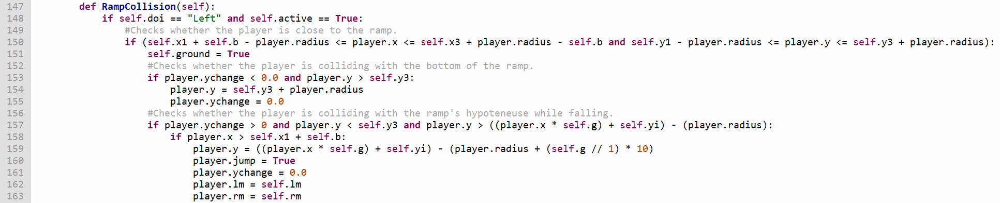 147 def RampCollision(self):
148 if self.doi == "Left" and self.active == True:
149 #Checks whether the player is close to the ramp.
150 if (self.x1 + self.b - player.radius <= player.x <= self.x3 + player.radius - self.b and self.y1 - player.radius <= player.y <= self.y3 + player.radius):
151 self.ground = True
152 #Checks whether the player is colliding with the bottom of the ramp.
153 if player.ychange < 0.0 and player.y > self.y3:
154 player.y = self.y3 + player.radius
155 player.ychange = 0.0
156 #Checks whether the player is colliding with the ramp's hypoteneuse while falling.
157 if player.ychange > 0 and player.y < self.y3 and player.y > ((player.x * self.g) + self.yi) - (player.radius):
158 if player.x > self.x1 + self.b:
159 player.y = ((player.x * self.g) + self.yi) - (player.radius + (self.g // 1) * 10)
160 player.jump = True
161 player.ychange = 0.0
162 player.lm = self.lm
163 player.rm = self.rm